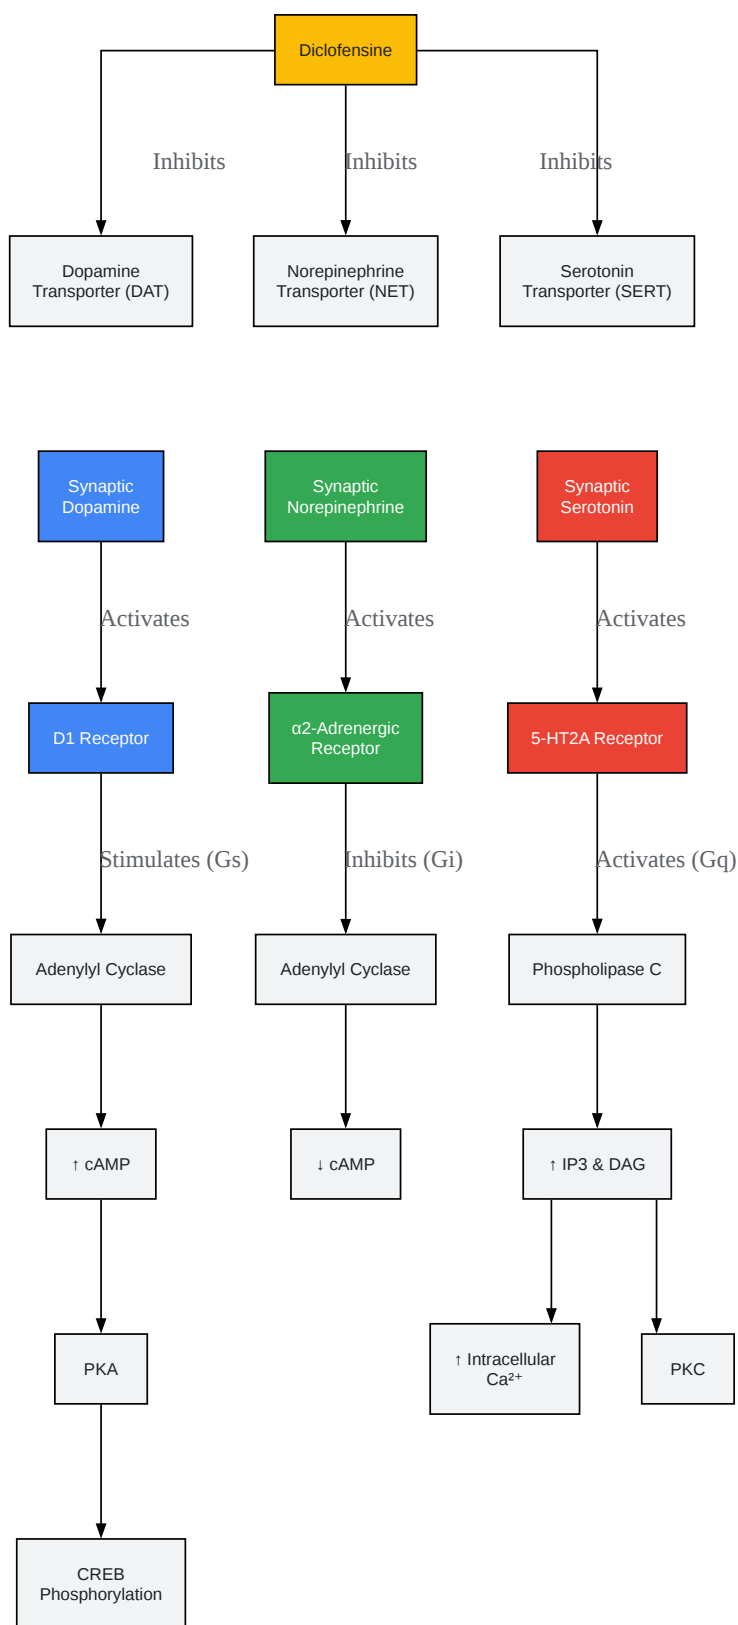 Diclofensine
Inhibits
Inhibits
Inhibits
Dopamine
Transporter (DAT)
Norepinephrine
Transporter (NET)
Serotonin
Transporter (SERT)
Synaptic
Dopamine
Synaptic
Norepinephrine
Synaptic
Serotonin
Activates
Activates
Activates
D1 Receptor
α2-Adrenergic
Receptor
5-HT2A Receptor
Stimulates (Gs)
Inhibits (Gi)
Activates (Gq)
Adenylyl Cyclase
Adenylyl Cyclase
Phospholipase C
↑ cAMP
↓ cAMP
↑ IP3 & DAG
PKA
↑ Intracellular
Ca²⁺
PKC
CREB
Phosphorylation